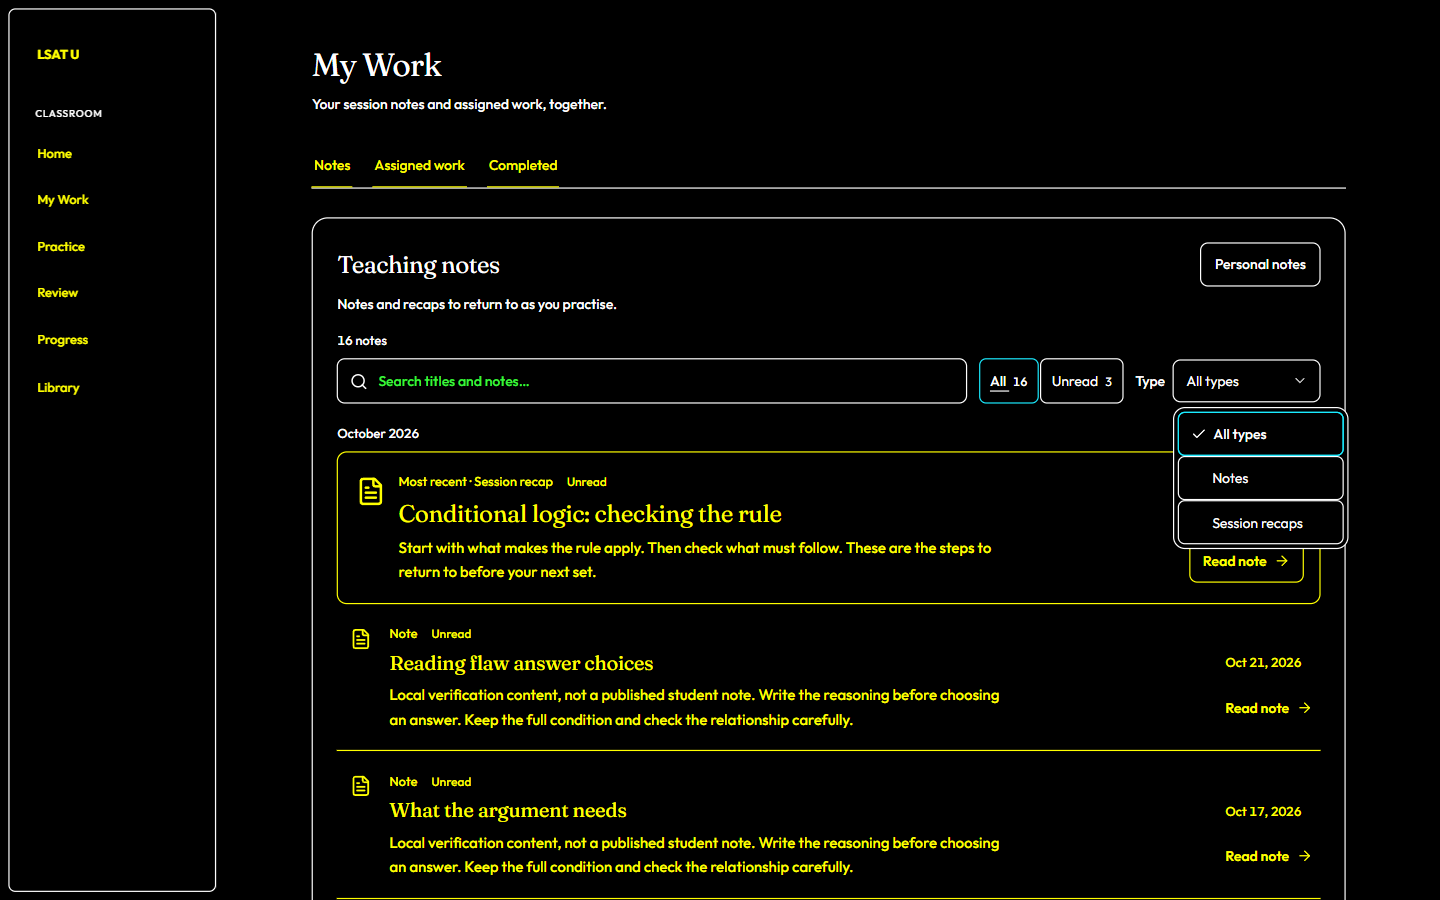 LSAT U
CLASSROOM
Home
My Work
Practice
Review
Progress
Library
My Work
Your session notes and assigned work, together.
Notes
Assigned work
Completed
Teaching notes
Personal notes
Notes and recaps to return to as you practise.
16 notes
Search titles and notes...
All 16
Unread 3
Type
All types
All types
Notes
Session recaps
October 2026
Most recent · Session recap Unread
Conditional logic: checking the rule
Start with what makes the rule apply. Then check what must follow. These are the steps to
return to before your next set.
Read note
Note Unread
Reading flaw answer choices
Local verification content, not a published student note. Write the reasoning before choosing
an answer. Keep the full condition and check the relationship carefully.
Oct 21, 2026
Read note
Note Unread
What the argument needs
Local verification content, not a published student note. Write the reasoning before choosing
an answer. Keep the full condition and check the relationship carefully.
Oct 17, 2026
Read note